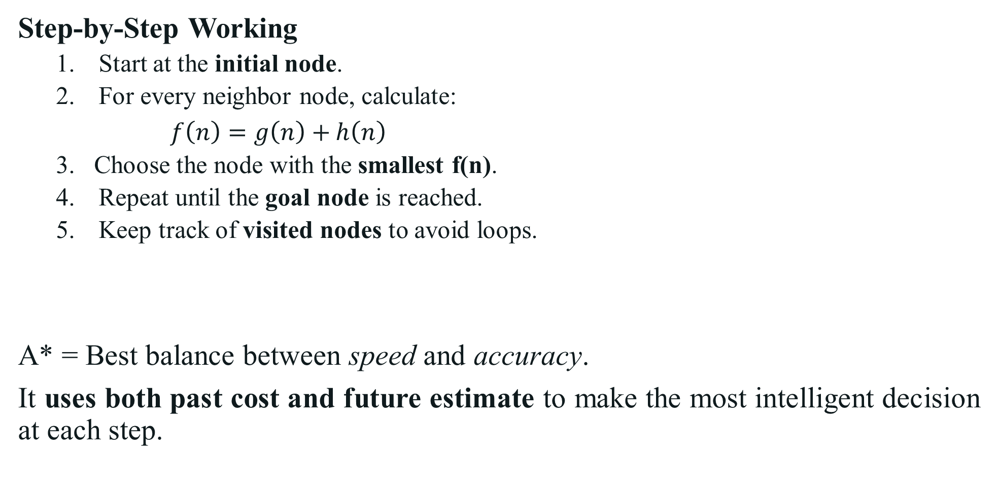 Step-by-Step Working
1. Start at the initial node.
2. For every neighbor node, calculate:
f(n) = g(n) + h(n)
3. Choose the node with the smallest f(n).
4. Repeat until the goal node is reached.
5. Keep track of visited nodes to avoid loops.
A* = Best balance between speed and accuracy.
It uses both past cost and future estimate to make the most intelligent decision
at each step.